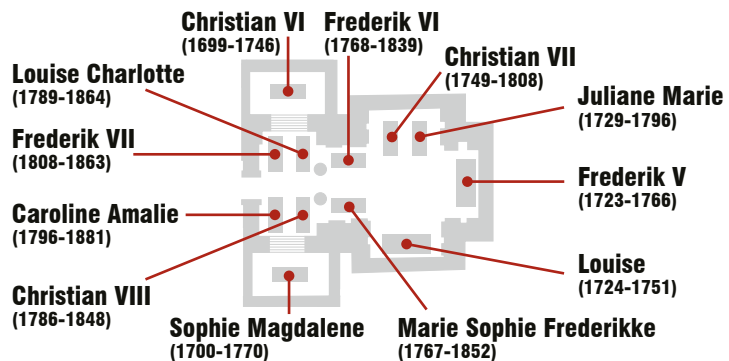 Christian VI
(1699-1746)
Frederik VI
(1768-1839)
Christian VII
(1749-1808)
Louise Charlotte
(1789-1864)
Juliane Marie
(1729-1796)
Frederik VII
(1808-1863)
Frederik V
(1723-1766)
Caroline Amalie
(1796-1881)
Louise
(1724-1751)
Christian VIII
(1786-1848)
Sophie Magdalene
(1700-1770)
Marie Sophie Frederikke
(1767-1852)